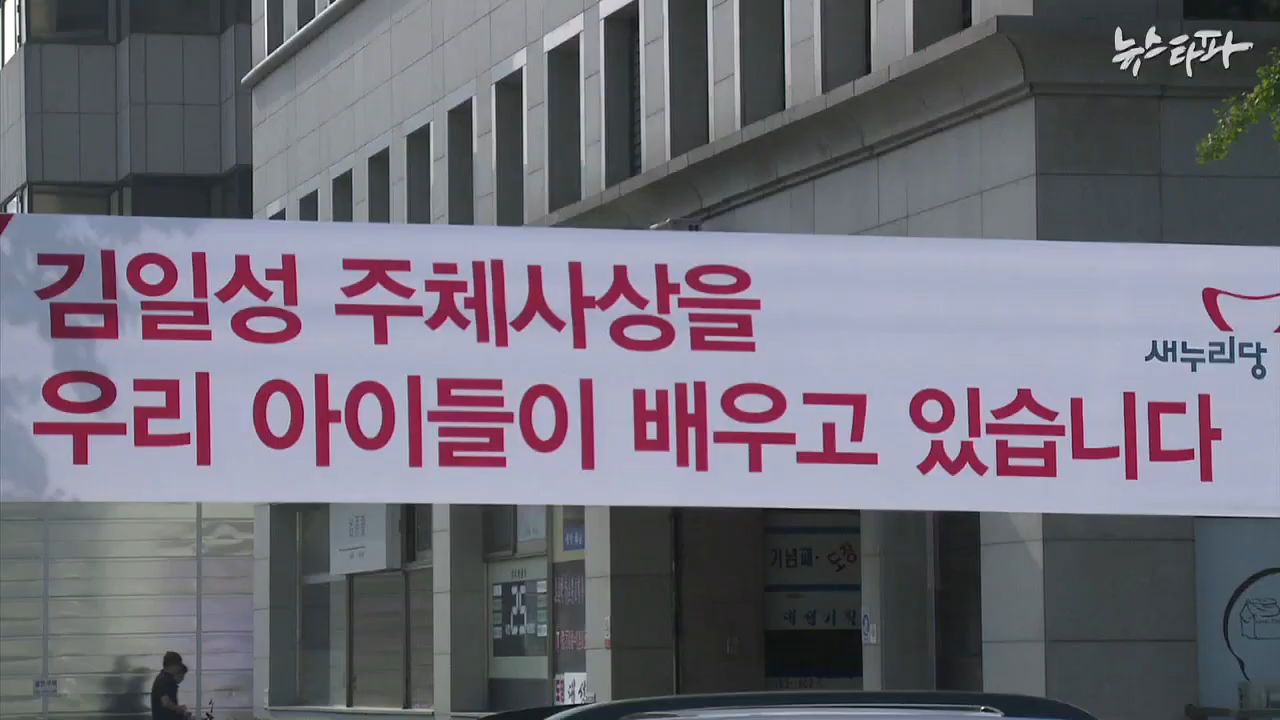 뉴스타파
김일성 주체사상을
우리 아이들이 배우고 있습니다
새누리당
기념패·도장